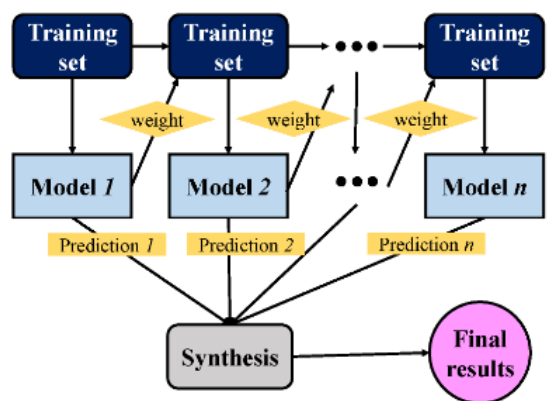 Training
set
Training
set
•••
Training
set
weight
weight
weight
Model 1
Model 2
•••
Model n
Prediction 1
Prediction 2
Prediction n
Synthesis
Final
results